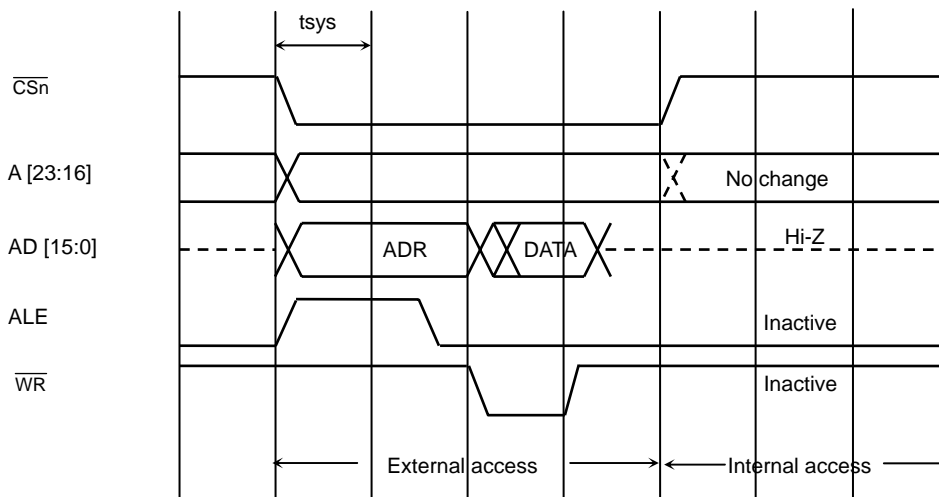 tsys
CSn
A [23:16]
No change
AD [15:0]
ADR
DATA
Hi-Z
ALE
Inactive
WR
Inactive
External access
Internal access